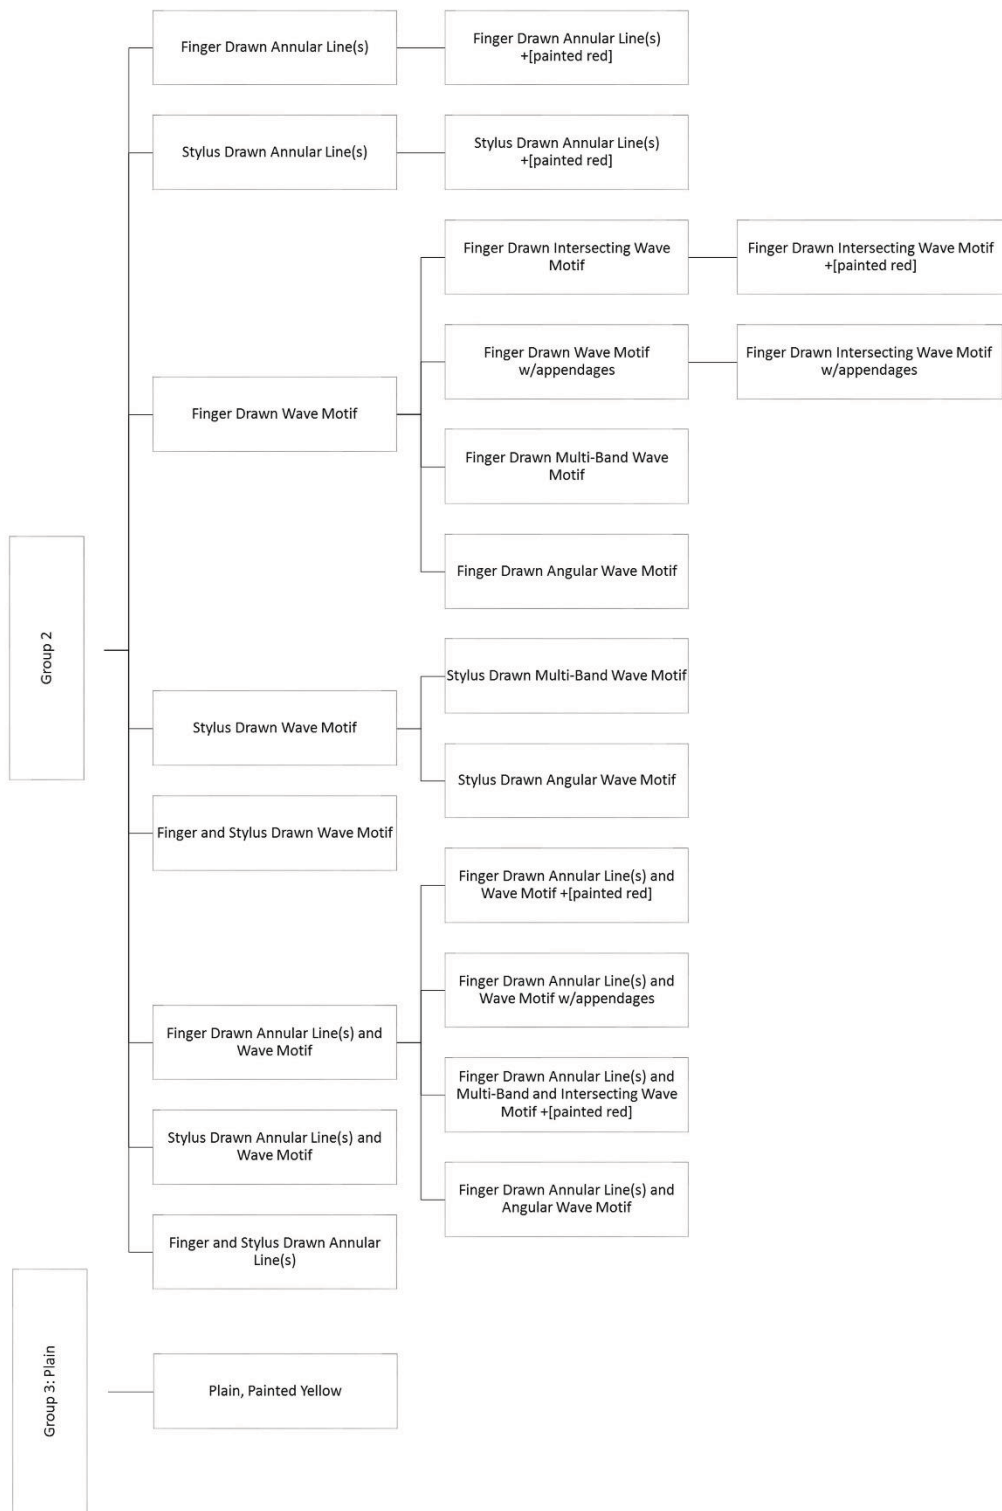 Finger Drawn Annular Line(s)
Finger Drawn Annular Line(s)
+[painted red]
Stylus Drawn Annular Line(s)
Stylus Drawn Annular Line(s)
+[painted red]
Finger Drawn Intersecting Wave
Motif
Finger Drawn Intersecting Wave Motif
+[painted red]
Finger Drawn Wave Motif
w/appendages
Finger Drawn Intersecting Wave Motif
w/appendages
Finger Drawn Wave Motif
Finger Drawn Multi-Band Wave
Motif
Finger Drawn Angular Wave Motif
Group 2
Stylus Drawn Multi-Band Wave Motif
Stylus Drawn Wave Motif
Stylus Drawn Angular Wave Motif
Finger and Stylus Drawn Wave Motif
Finger Drawn Annular Line(s) and
Wave Motif +[painted red]
Finger Drawn Annular Line(s) and
Wave Motif w/appendages
Finger Drawn Annular Line(s) and
Wave Motif
Finger Drawn Annular Line(s) and
Multi-Band and Intersecting Wave
Motif +[painted red]
Stylus Drawn Annular Line(s) and
Wave Motif
Finger Drawn Annular Line(s) and
Angular Wave Motif
Finger and Stylus Drawn Annular
Line(s)
Group 3: Plain
Plain, Painted Yellow